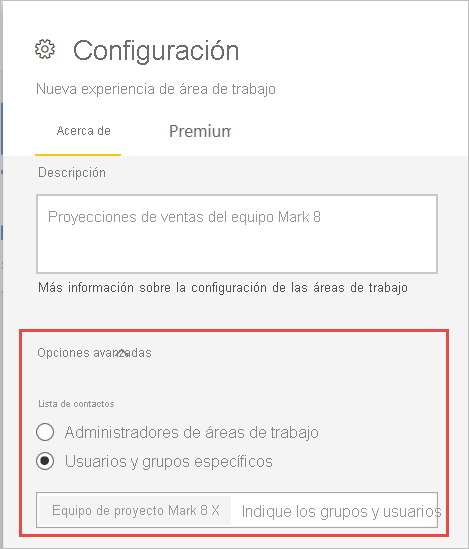 Configuración
Nueva experiencia de área de trabajo
Acerca de Premium
Descripción
Proyecciones de ventas del equipo Mark 8
Más información sobre la configuración de las áreas de trabajo
Opciones avanzadas
Lista de contactos
Administradores de áreas de trabajo
Usuarios y grupos específicos
Equipo de proyecto Mark 8 X Indique los grupos y usuarios